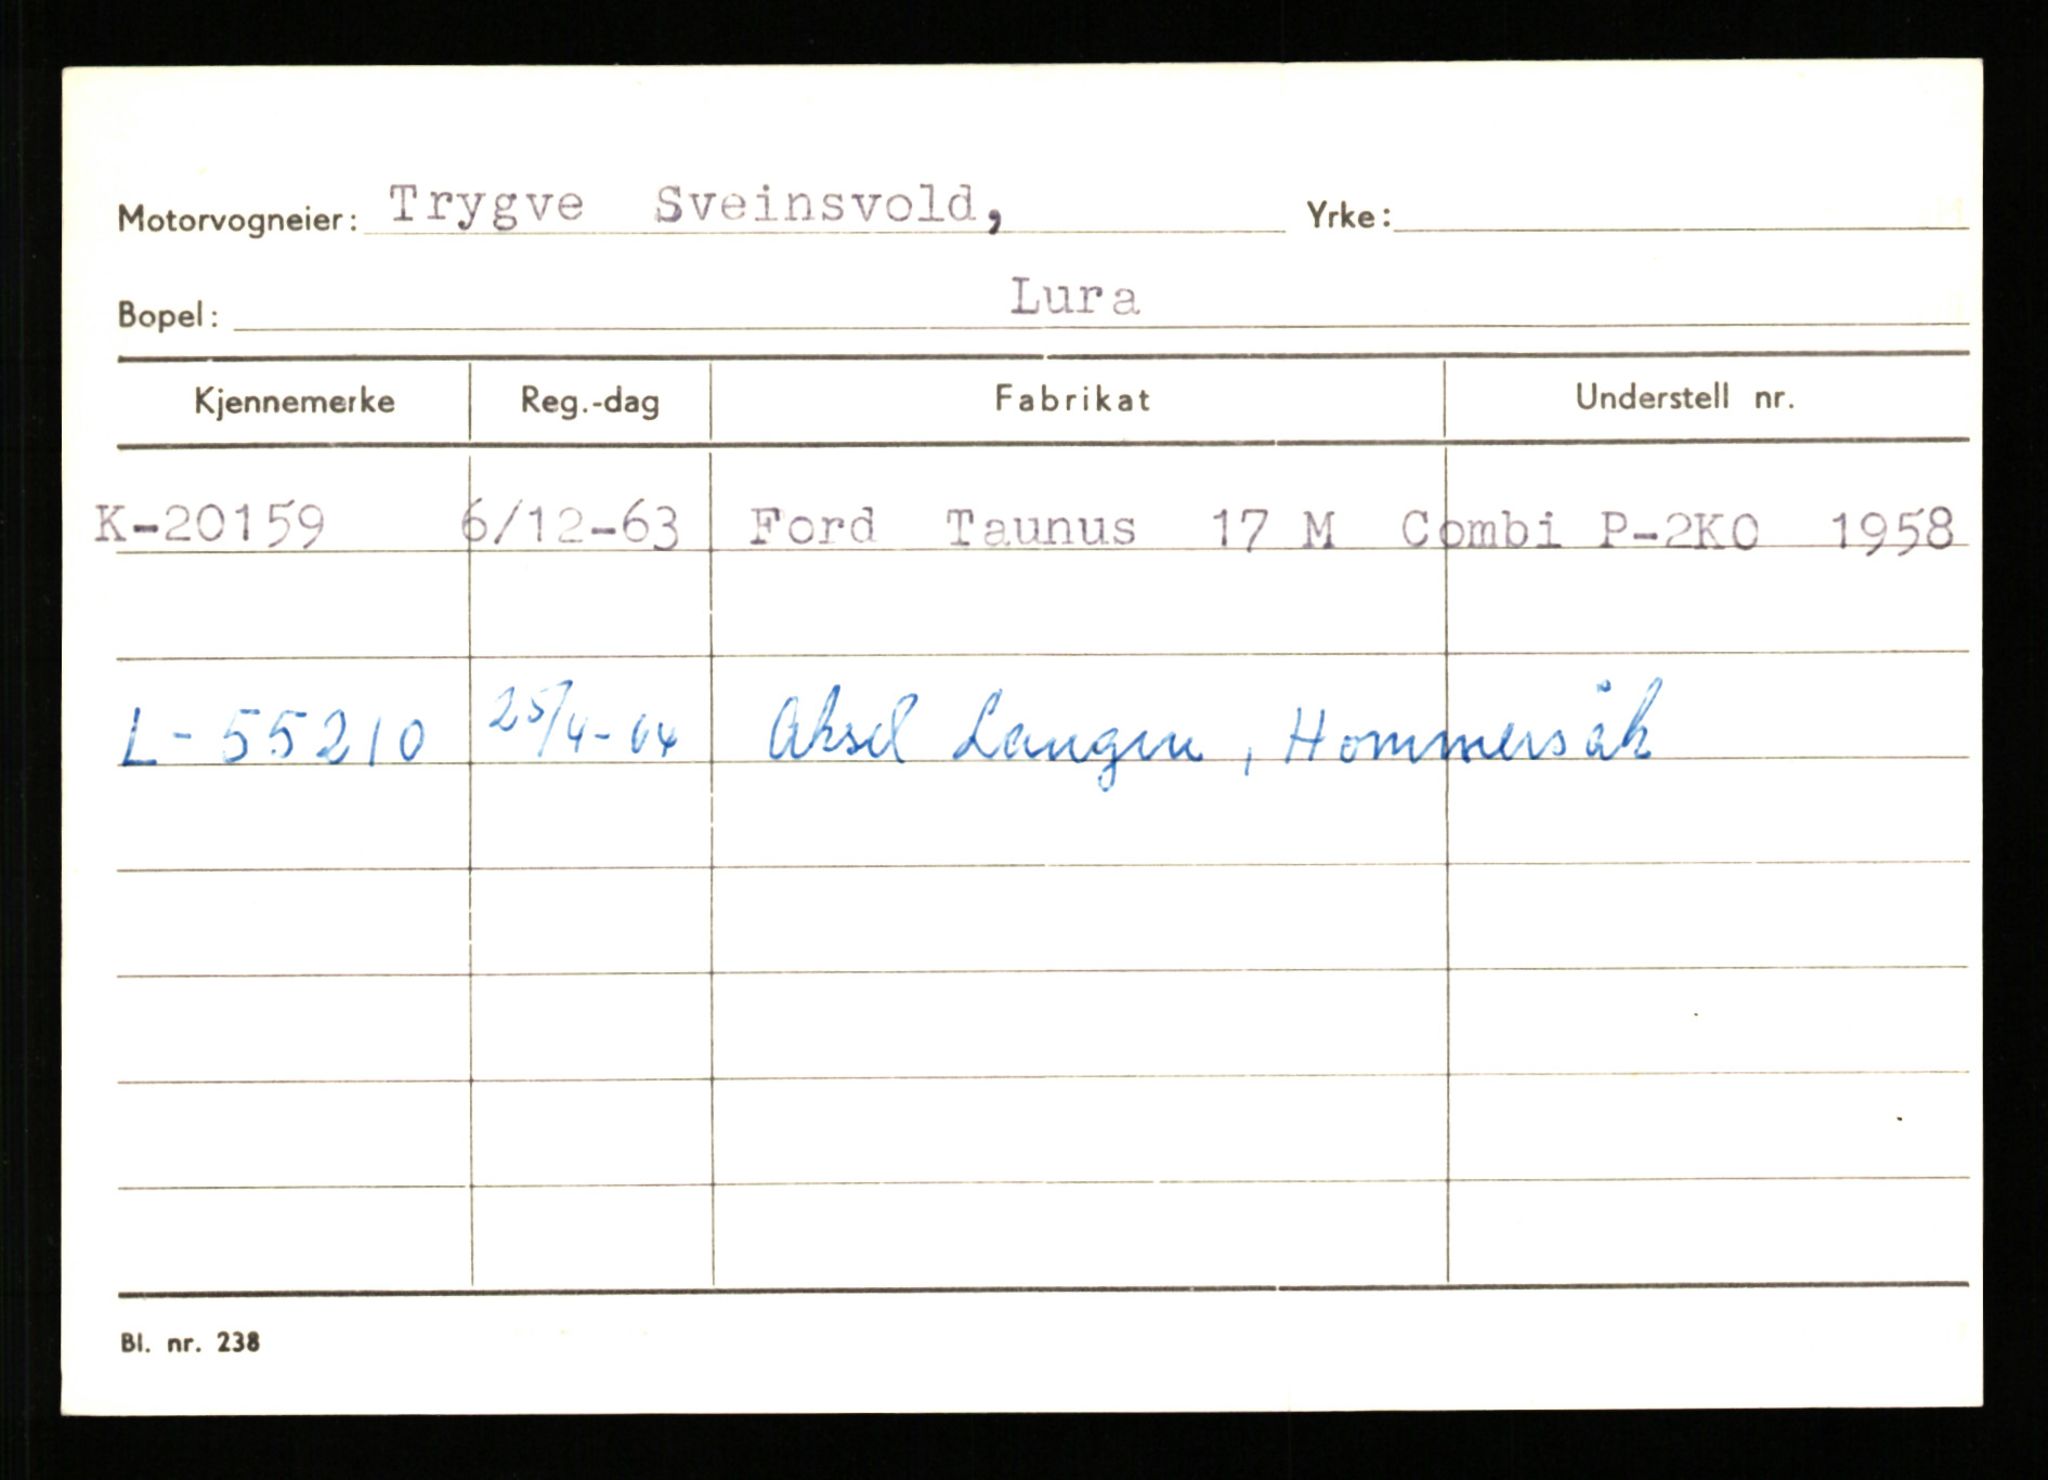 Motorvogneier: Trygve Sveinsvold, Yrke:
Bopel: Lura
Kjennemerke Reg.-dag Fabrikat Understell nr.
K-20159 6/12-63 Ford Taunus 17 M Combi P-2KO 1958
L-55210 25/4-64 Aksel Langen, Hommersåk
Bl. nr. 238